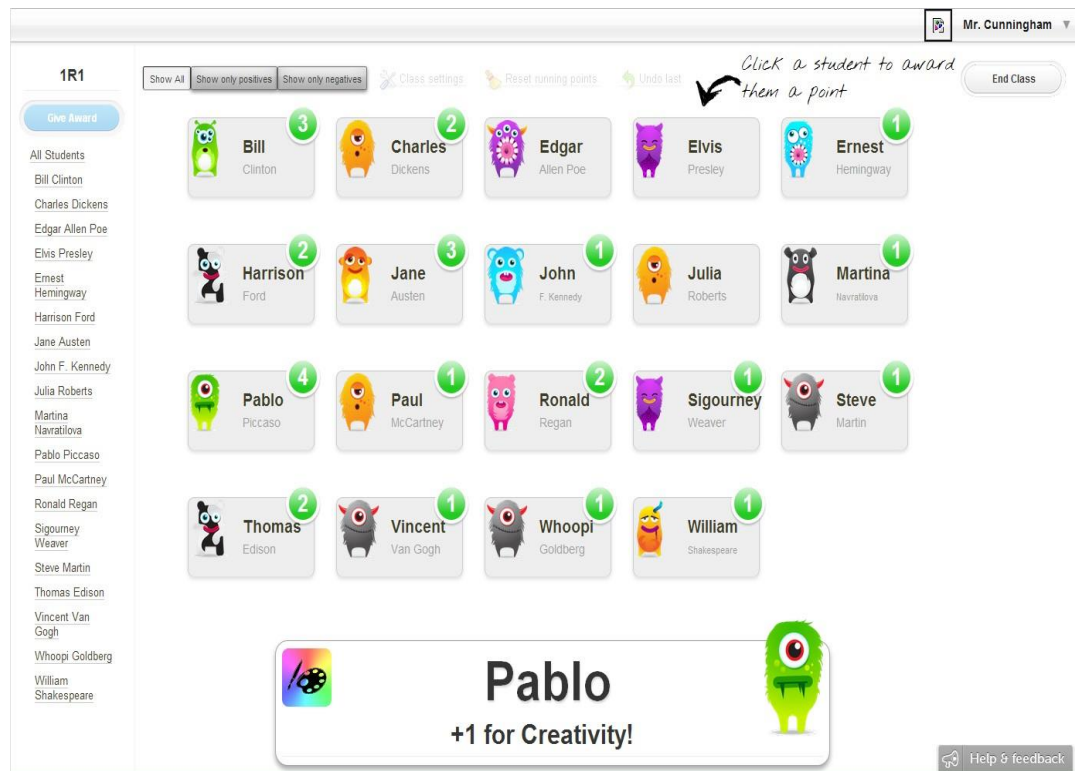 Mr. Cunningham
1R1
Give Award
All Students
Bill Clinton
Charles Dickens
Edgar Allen Poe
Elvis Presley
Ernest
Hemingway
Harrison Ford
Jane Austen
John F. Kennedy
Julia Roberts
Martina
Navratilova
Pablo Piccaso
Paul McCartney
Ronald Regan
Sigourney
Weaver
Steve Martin
Thomas Edison
Vincent Van
Gogh
Whoopi Goldberg
William
Shakespeare
Show All Show only positives Show only negatives Class settings Reset running points Undo last
Click a student to award
them a point
End Class
3
Bill
Clinton
2
Charles
Dickens
Edgar
Allen Poe
Elvis
Presley
1
Ernest
Hemingway
2
Harrison
Ford
3
Jane
Austen
1
John
F. Kennedy
Julia
Roberts
1
Martina
Navratilova
4
Pablo
Piccaso
1
Paul
McCartney
2
Ronald
Regan
1
Sigourney
Weaver
1
Steve
Martin
2
Thomas
Edison
1
Vincent
Van Gogh
1
Whoopi
Goldberg
1
William
Shakespeare
Pablo
+1 for Creativity!
Help & feedback